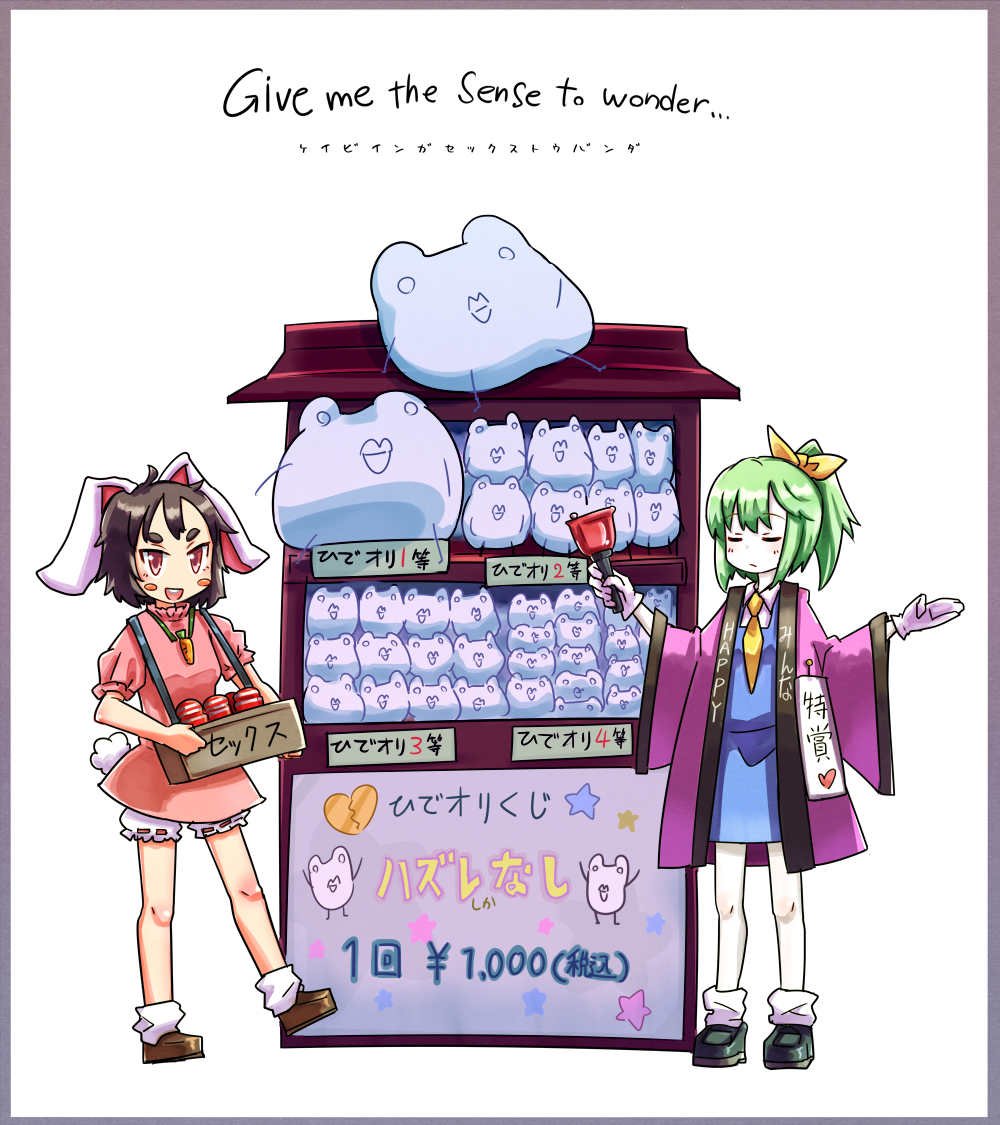 Give me the Sense to wonder...
ケイビインガセックストウバンダ
ひでオリ1等
ひでオリ2等
ひでオリ3等
ひでオリ4等
セックス
HAPPY
みんな
特賞♡
ひでオリくじ
ハズレなし
しか
1回 ¥1,000(税込)